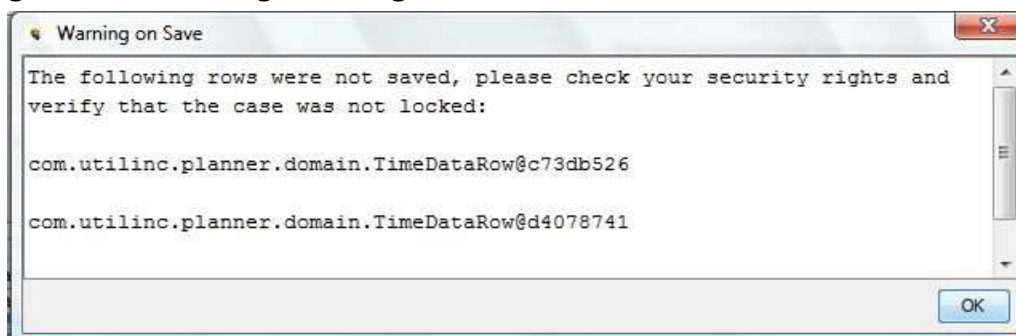 Warning on Save
The following rows were not saved, please check your security rights and
verify that the case was not locked:
com.utilinc.planner.domain.TimeDataRow@c73db526
com.utilinc.planner.domain.TimeDataRow@d4078741
OK